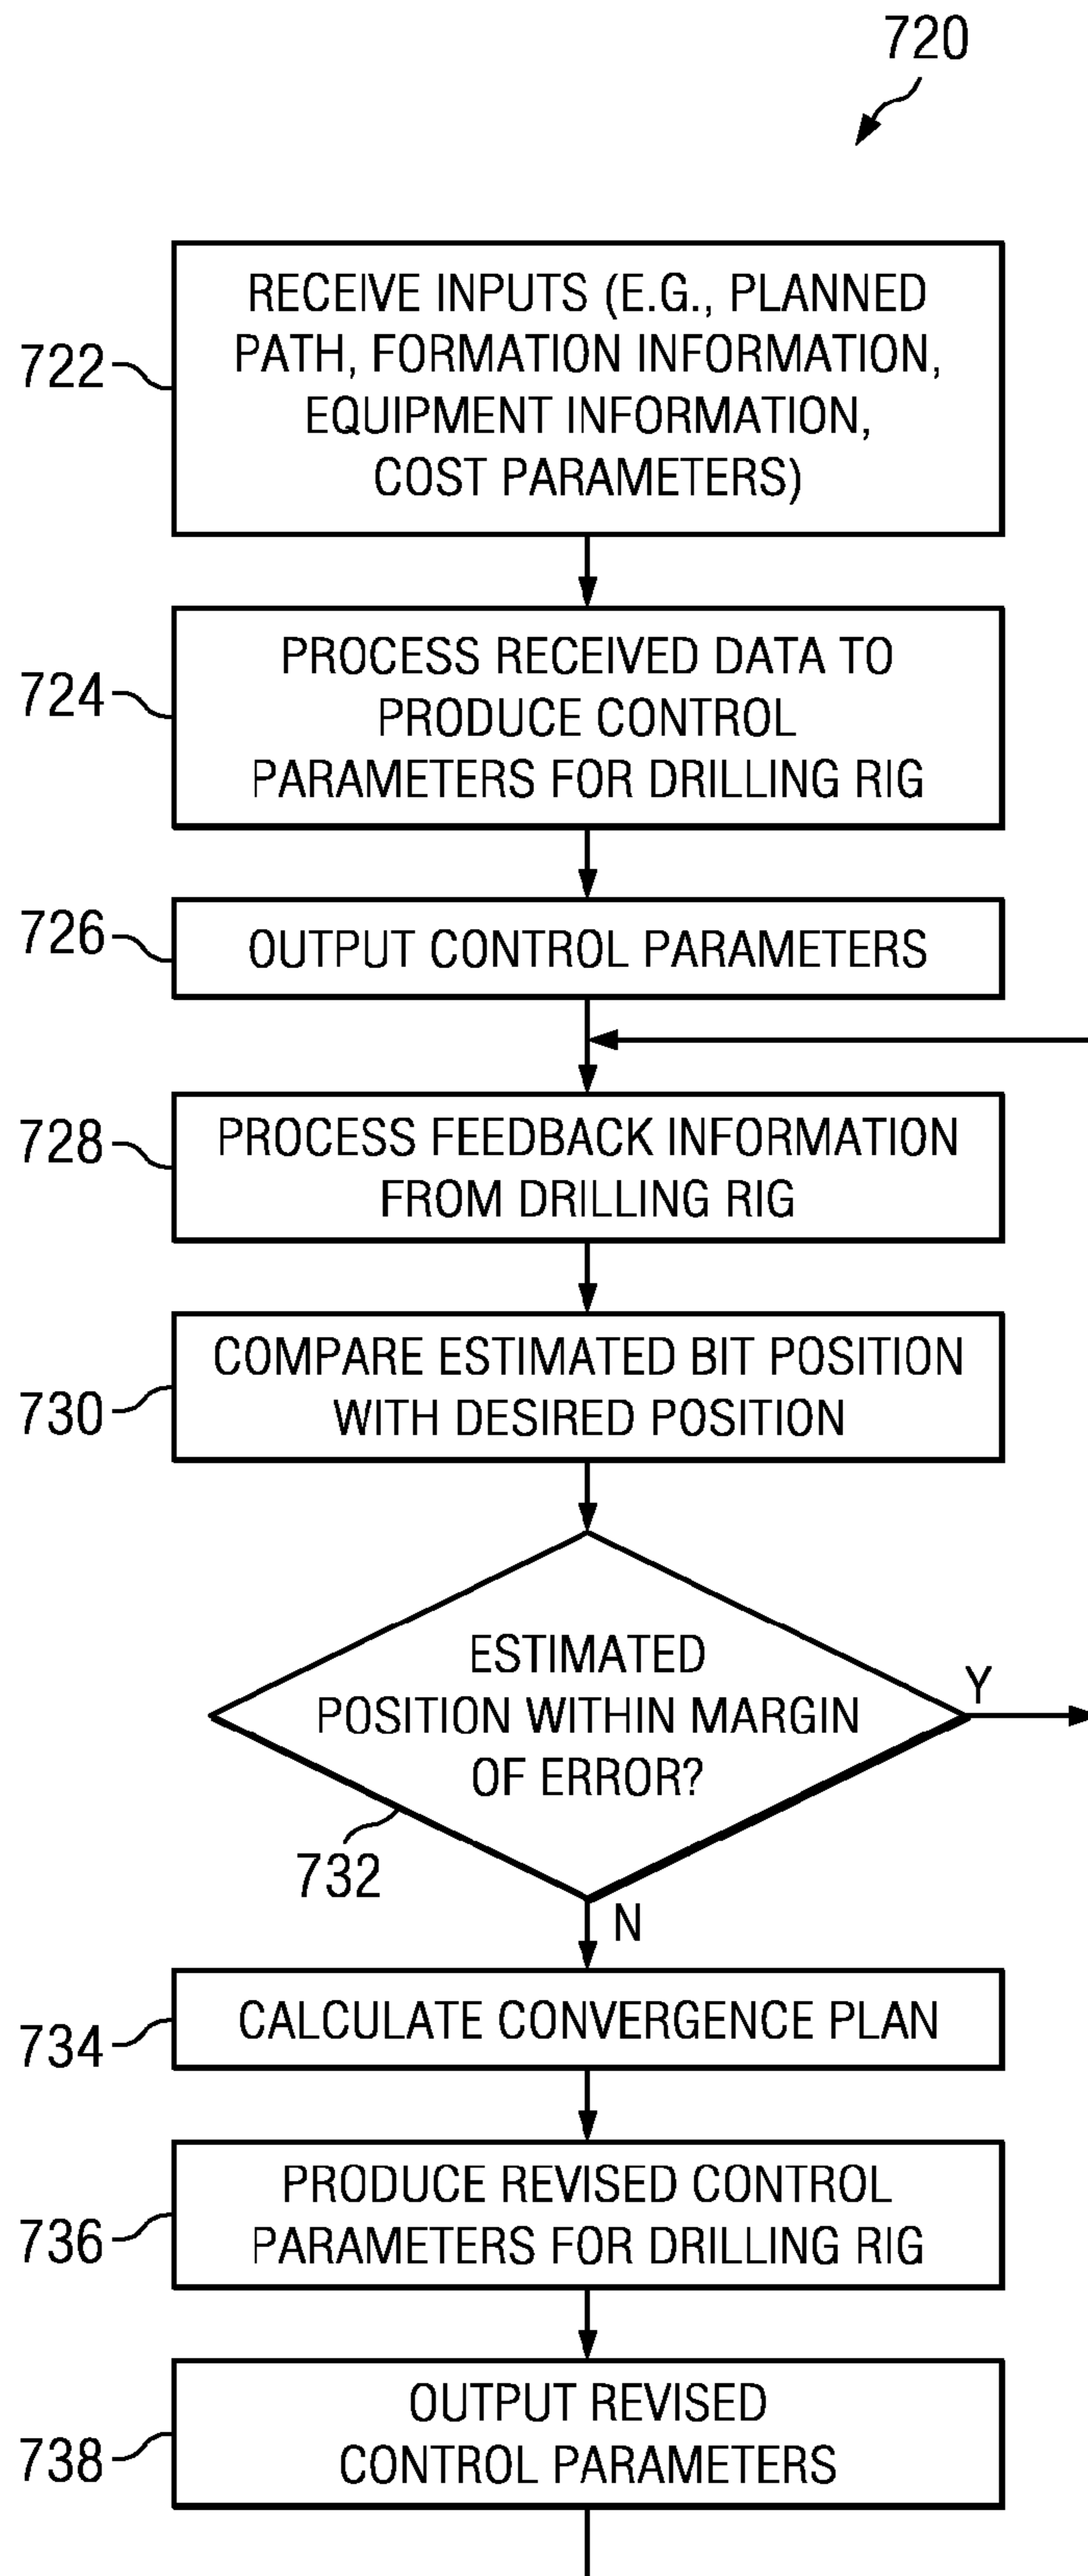 720
722
RECEIVE INPUTS (E.G., PLANNED
PATH, FORMATION INFORMATION,
EQUIPMENT INFORMATION,
COST PARAMETERS)
724
PROCESS RECEIVED DATA TO
PRODUCE CONTROL
PARAMETERS FOR DRILLING RIG
726
OUTPUT CONTROL PARAMETERS
728
PROCESS FEEDBACK INFORMATION
FROM DRILLING RIG
730
COMPARE ESTIMATED BIT POSITION
WITH DESIRED POSITION
ESTIMATED
POSITION WITHIN MARGIN
OF ERROR?
Y
732
N
734
CALCULATE CONVERGENCE PLAN
736
PRODUCE REVISED CONTROL
PARAMETERS FOR DRILLING RIG
738
OUTPUT REVISED
CONTROL PARAMETERS